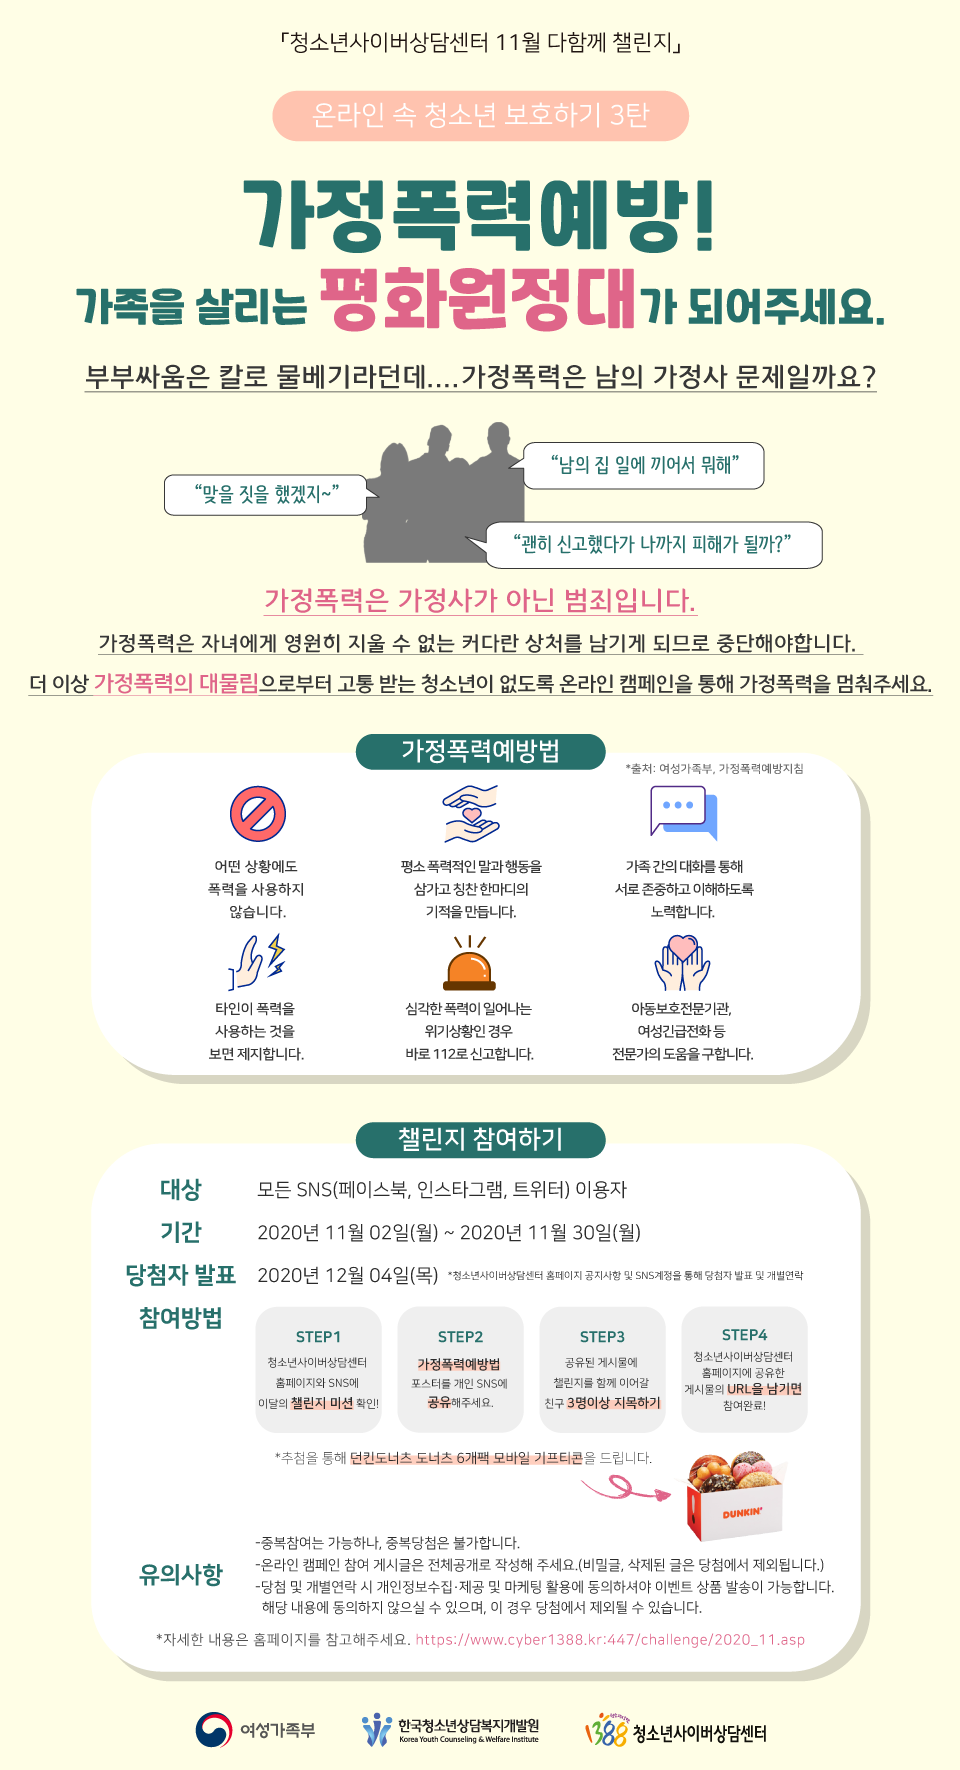 「청소년사이버상담센터 11월 다함께 챌린지」
온라인 속 청소년 보호하기 3탄
가정폭력예방!
가족을 살리는 평화원정대가 되어주세요.
부부싸움은 칼로 물베기라던데....가정폭력은 남의 가정사 문제일까요?
“남의 집 일에 끼어서 뭐해”
“맞을 짓을 했겠지~”
“괜히 신고했다가 나까지 피해가 될까?”
가정폭력은 가정사가 아닌 범죄입니다.
가정폭력은 자녀에게 영원히 지울 수 없는 커다란 상처를 남기게 되므로 중단해야합니다.
더 이상 가정폭력의 대물림으로부터 고통 받는 청소년이 없도록 온라인 캠페인을 통해 가정폭력을 멈춰주세요.
가정폭력예방법
*출처: 여성가족부, 가정폭력예방지침
어떤 상황에도
폭력을 사용하지
않습니다.
평소 폭력적인 말과 행동을
삼가고 칭찬 한마디의
기적을 만듭니다.
가족 간의 대화를 통해
서로 존중하고 이해하도록
노력합니다.
타인이 폭력을
사용하는 것을
보면 제지합니다.
심각한 폭력이 일어나는
위기상황인 경우
바로 112로 신고합니다.
아동보호전문기관,
여성긴급전화 등
전문가의 도움을 구합니다.
챌린지 참여하기
대상 모든 SNS(페이스북, 인스타그램, 트위터) 이용자
기간 2020년 11월 02일(월) ~ 2020년 11월 30일(월)
당첨자 발표 2020년 12월 04일(목) *청소년사이버상담센터 홈페이지 공지사항 및 SNS계정을 통해 당첨자 발표 및 개별연락
참여방법
STEP1
청소년사이버상담센터
홈페이지와 SNS에
이달의 챌린지 미션 확인!
STEP2
가정폭력예방법
포스터를 개인 SNS에
공유해주세요.
STEP3
공유된 게시물에
챌린지를 함께 이어갈
친구 3명이상 지목하기
STEP4
청소년사이버상담센터
홈페이지에 공유한
게시물의 URL을 남기면
참여완료!
*추첨을 통해 던킨도너츠 도너츠 6개팩 모바일 기프티콘을 드립니다.
DUNKIN'
유의사항
-중복참여는 가능하나, 중복당첨은 불가합니다.
-온라인 캠페인 참여 게시글은 전체공개로 작성해 주세요.(비밀글, 삭제된 글은 당첨에서 제외됩니다.)
-당첨 및 개별연락 시 개인정보수집·제공 및 마케팅 활용에 동의하셔야 이벤트 상품 발송이 가능합니다.
해당 내용에 동의하지 않으실 수 있으며, 이 경우 당첨에서 제외될 수 있습니다.
*자세한 내용은 홈페이지를 참고해주세요. https://www.cyber1388.kr:447/challenge/2020_11.asp
여성가족부
한국청소년상담복지개발원
Korea Youth Counseling & Welfare Institute
1388 청소년사이버상담센터